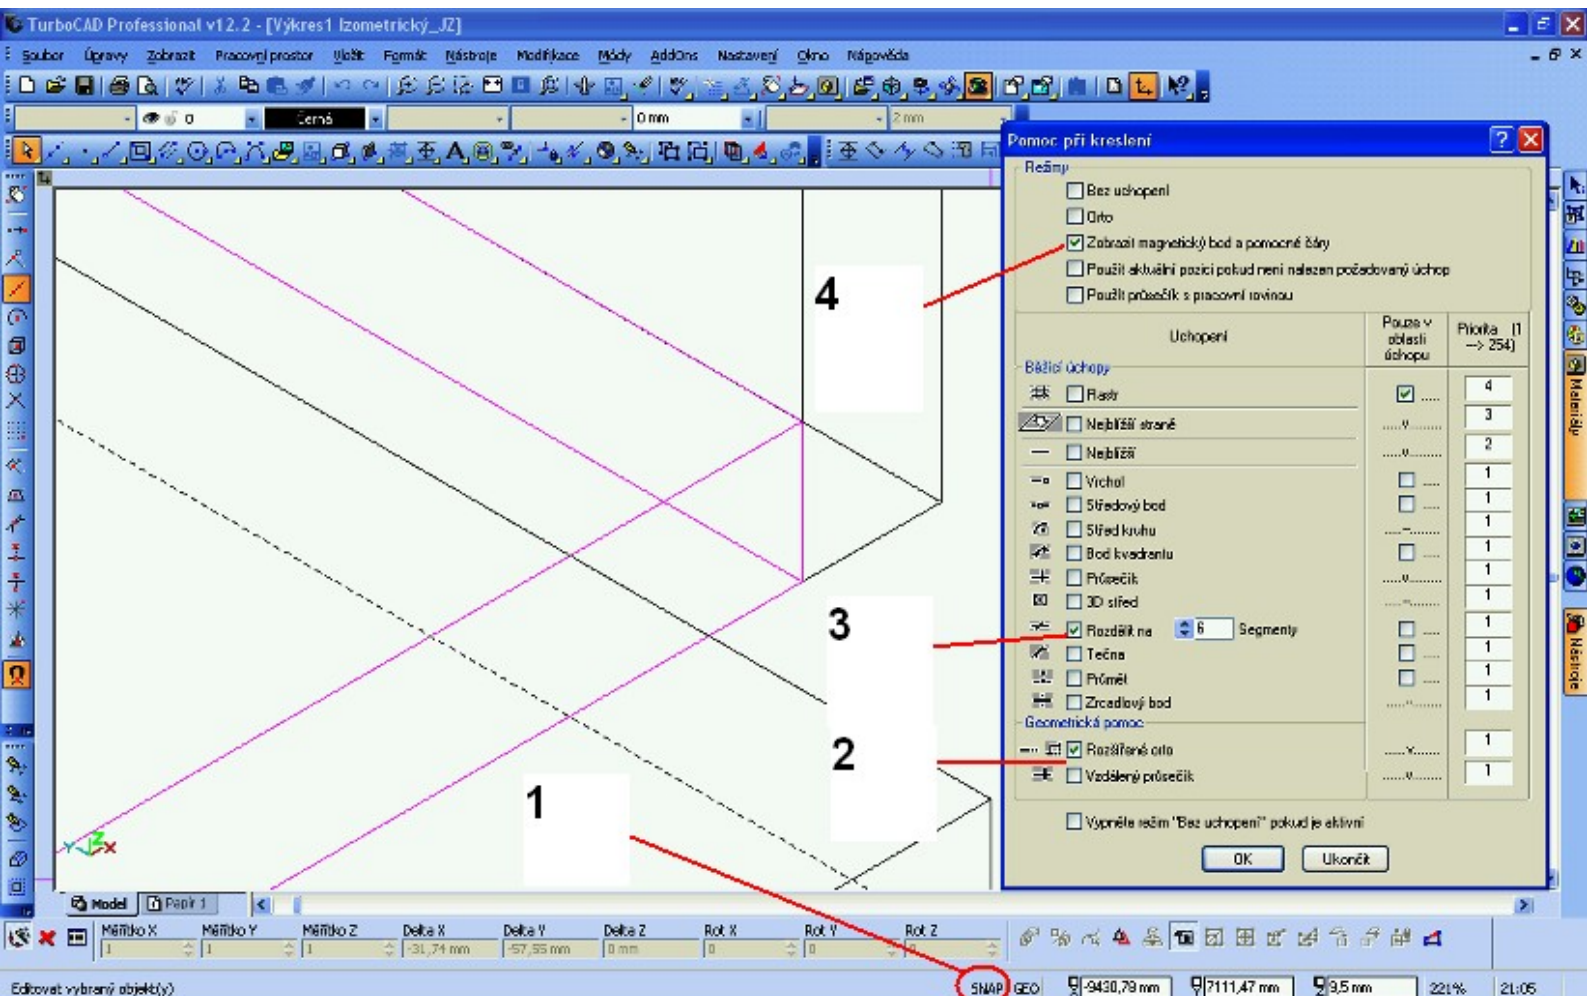 TurboCAD Professional v12.2 - [Výkres1 Izometrický_JZ]
Soubor Úpravy Zobrazit Pracovní prostor Vložit Formát Nástroje Modifikace Módy AddOns Nastavení Okno Nápověda
0 Černá 0 mm 2 mm
Pomoc při kreslení
Režimy
Bez uchopení
Orto
Zobrazit magnetický bod a pomocné čáry
Použít aktuální pozici pokud není nalezen požadovaný úchop
Použít průsečík s pracovní rovinou
Uchopení
Pouze v oblasti úchopu
Priorita (1 --> 254)
Běžící úchopy
Rastr 4
Nejbližší straně 3
Nejbližší 2
Vrchol 1
Středový bod 1
Střed kruhu 1
Bod kvadrantu 1
Průsečík 1
3D střed 1
Rozdělit na 6 Segmenty 1
Tečna 1
Průmět 1
Zrcadlový bod 1
Geometrická pomoc
Rozšířené orto 1
Vzdálený průsečík 1
Vypněte režim "Bez uchopení" pokud je aktivní
OK Ukončit
4
3
2
1
Materiály
Nástroje
Y Z X
Model Papír 1
Měřítko X Měřítko Y Měřítko Z Delta X Delta Y Delta Z Rot X Rot Y Rot Z
1 1 1 -31,74 mm -57,55 mm 0 mm 0 0 0
Editovat vybraný objekt(y) SNAP GEO -9430,79 mm 7111,47 mm 9,5 mm 221% 21:05